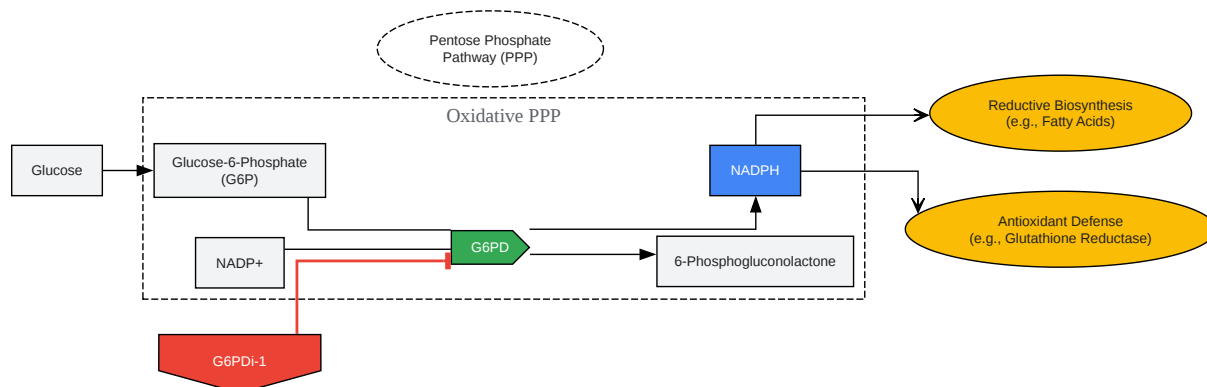 Pentose Phosphate
Pathway (PPP)
Oxidative PPP
Reductive Biosynthesis
(e.g., Fatty Acids)
Glucose
Glucose-6-Phosphate
(G6P)
NADPH
Antioxidant Defense
(e.g., Glutathione Reductase)
G6PD
NADP+
6-Phosphogluconolactone
G6PDi-1